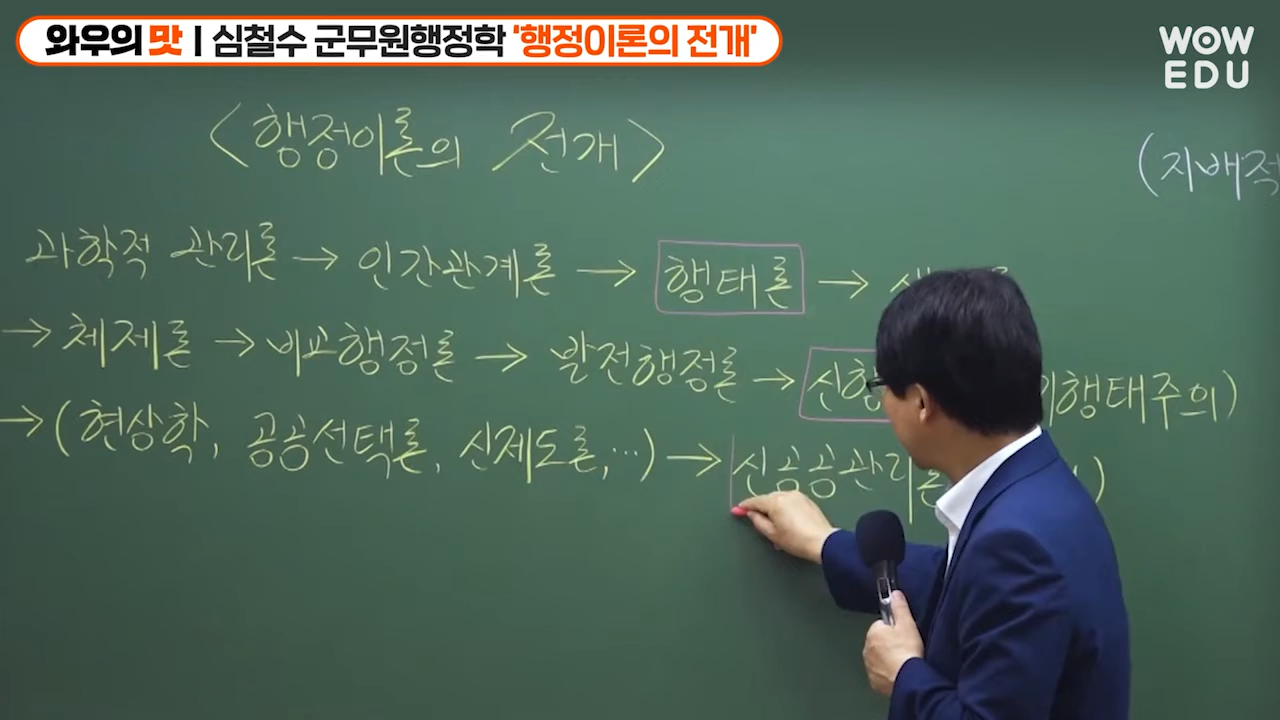 와우의 맛 | 심철수 군무원행정학 '행정이론의 전개'
WOW
EDU
<행정이론의 전개>
(지배적
과학적 관리론 → 인간관계론 → 행태론 →
→ 체제론 → 비교행정론 → 발전행정론 → 신행 행태주의)
→ (현상학, 공공선택론, 신제도론, …) → 신공공관리론 )